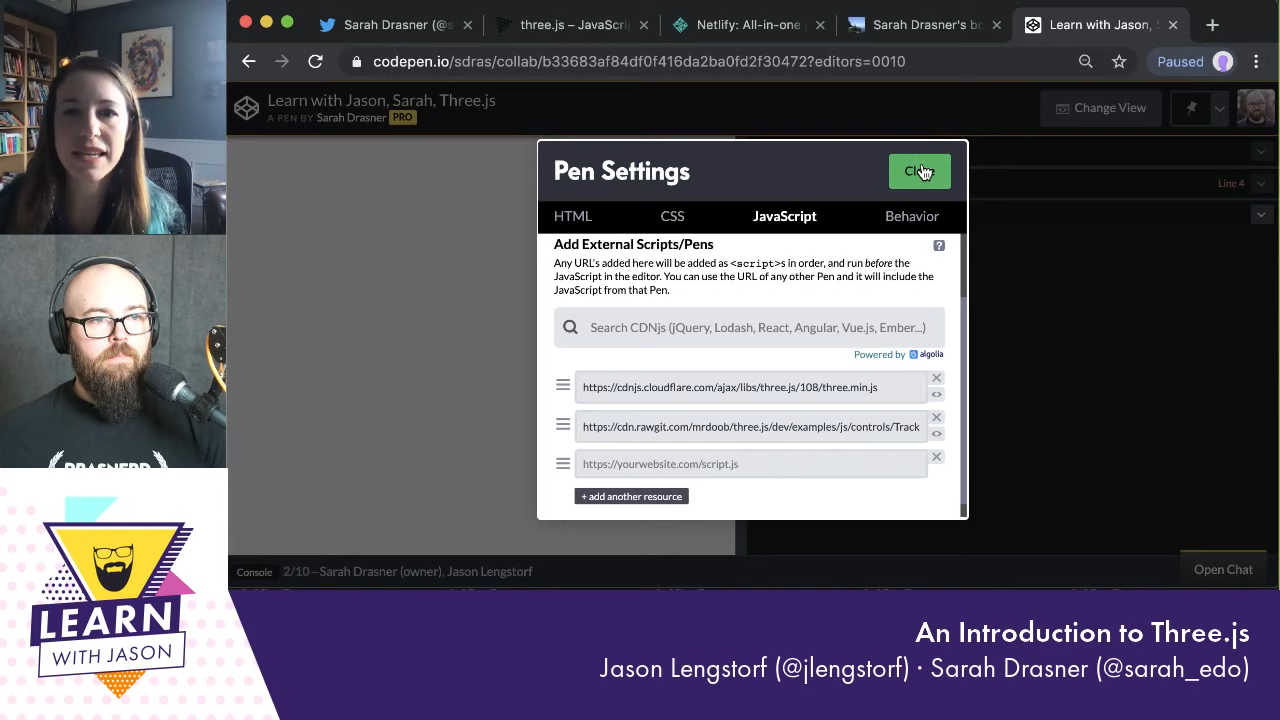 Sarah Drasner (@s
three.js – JavaScri
Netlify: All-in-one
Sarah Drasner's bo
Learn with Jason,
codepen.io/sdras/collab/b33683af84df0f416da2ba0fd2f30472?editors=0010
Paused
Learn with Jason, Sarah, Three.js
A PEN BY Sarah Drasner PRO
Change View
Pen Settings
HTML CSS JavaScript Behavior
Add External Scripts/Pens
?
Any URL's added here will be added as <script>s in order, and run before the
JavaScript in the editor. You can use the URL of any other Pen and it will include the
JavaScript from that Pen.
Search CDNjs (jQuery, Lodash, React, Angular, Vue.js, Ember...)
Powered by algolia
https://cdnjs.cloudflare.com/ajax/libs/three.js/108/three.min.js
https://cdn.rawgit.com/mrdoob/three.js/dev/examples/js/controls/Track
https://yourwebsite.com/script.js
+ add another resource
Line 4
Console 2/10—Sarah Drasner (owner), Jason Lengstorf
Open Chat
DRASNERD
LEARN
WITH JASON
An Introduction to Three.js
Jason Lengstorf (@jlengstorf) · Sarah Drasner (@sarah_edo)